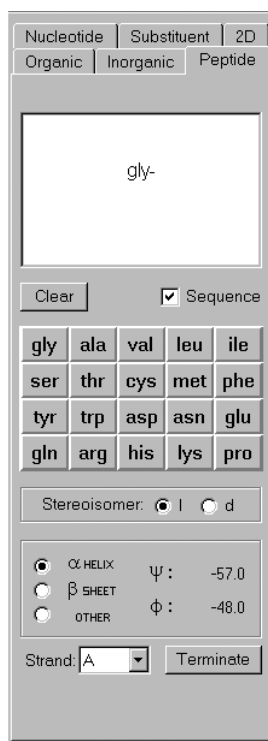 Nucleotide Substituent 2D
Organic Inorganic Peptide
gly-
Clear Sequence
gly ala val leu ile
ser thr cys met phe
tyr trp asp asn glu
gln arg his lys pro
Stereoisomer: l d
α HELIX Ψ: -57.0
β SHEET
OTHER ϕ: -48.0
Strand: A Terminate